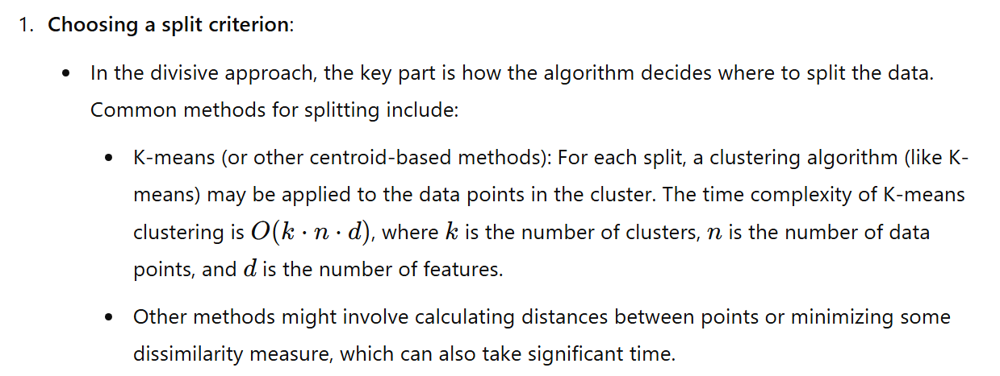 1. Choosing a split criterion:
• In the divisive approach, the key part is how the algorithm decides where to split the data.
Common methods for splitting include:
• K-means (or other centroid-based methods): For each split, a clustering algorithm (like K-
means) may be applied to the data points in the cluster. The time complexity of K-means
clustering is O(k · n · d), where k is the number of clusters, n is the number of data
points, and d is the number of features.
• Other methods might involve calculating distances between points or minimizing some
dissimilarity measure, which can also take significant time.